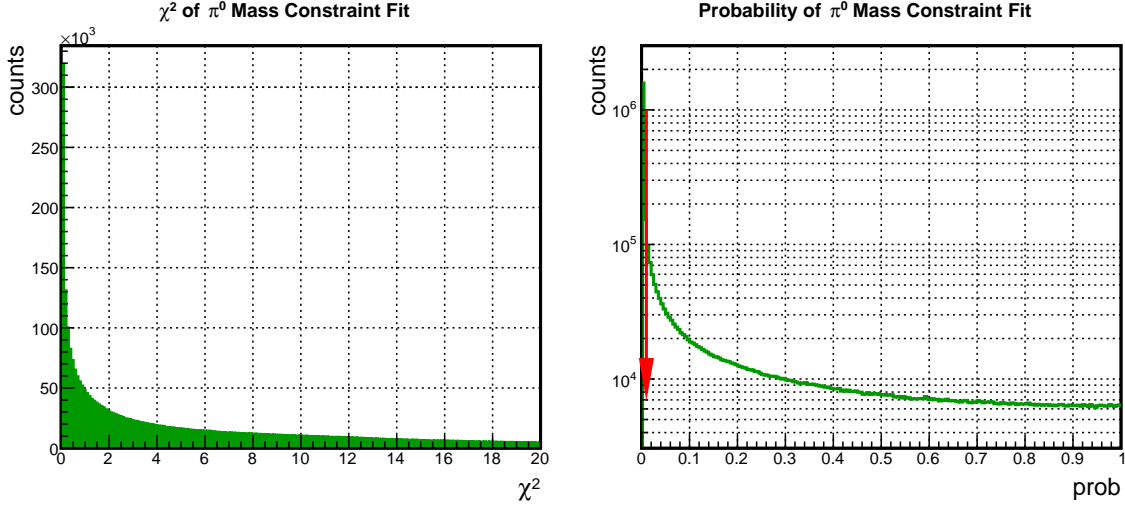 χ² of π⁰ Mass Constraint Fit
×10³
counts
300
250
200
150
100
50
0
0 2 4 6 8 10 12 14 16 18 20
χ²
Probability of π⁰ Mass Constraint Fit
counts
10⁶
10⁵
10⁴
0 0.1 0.2 0.3 0.4 0.5 0.6 0.7 0.8 0.9 1
prob